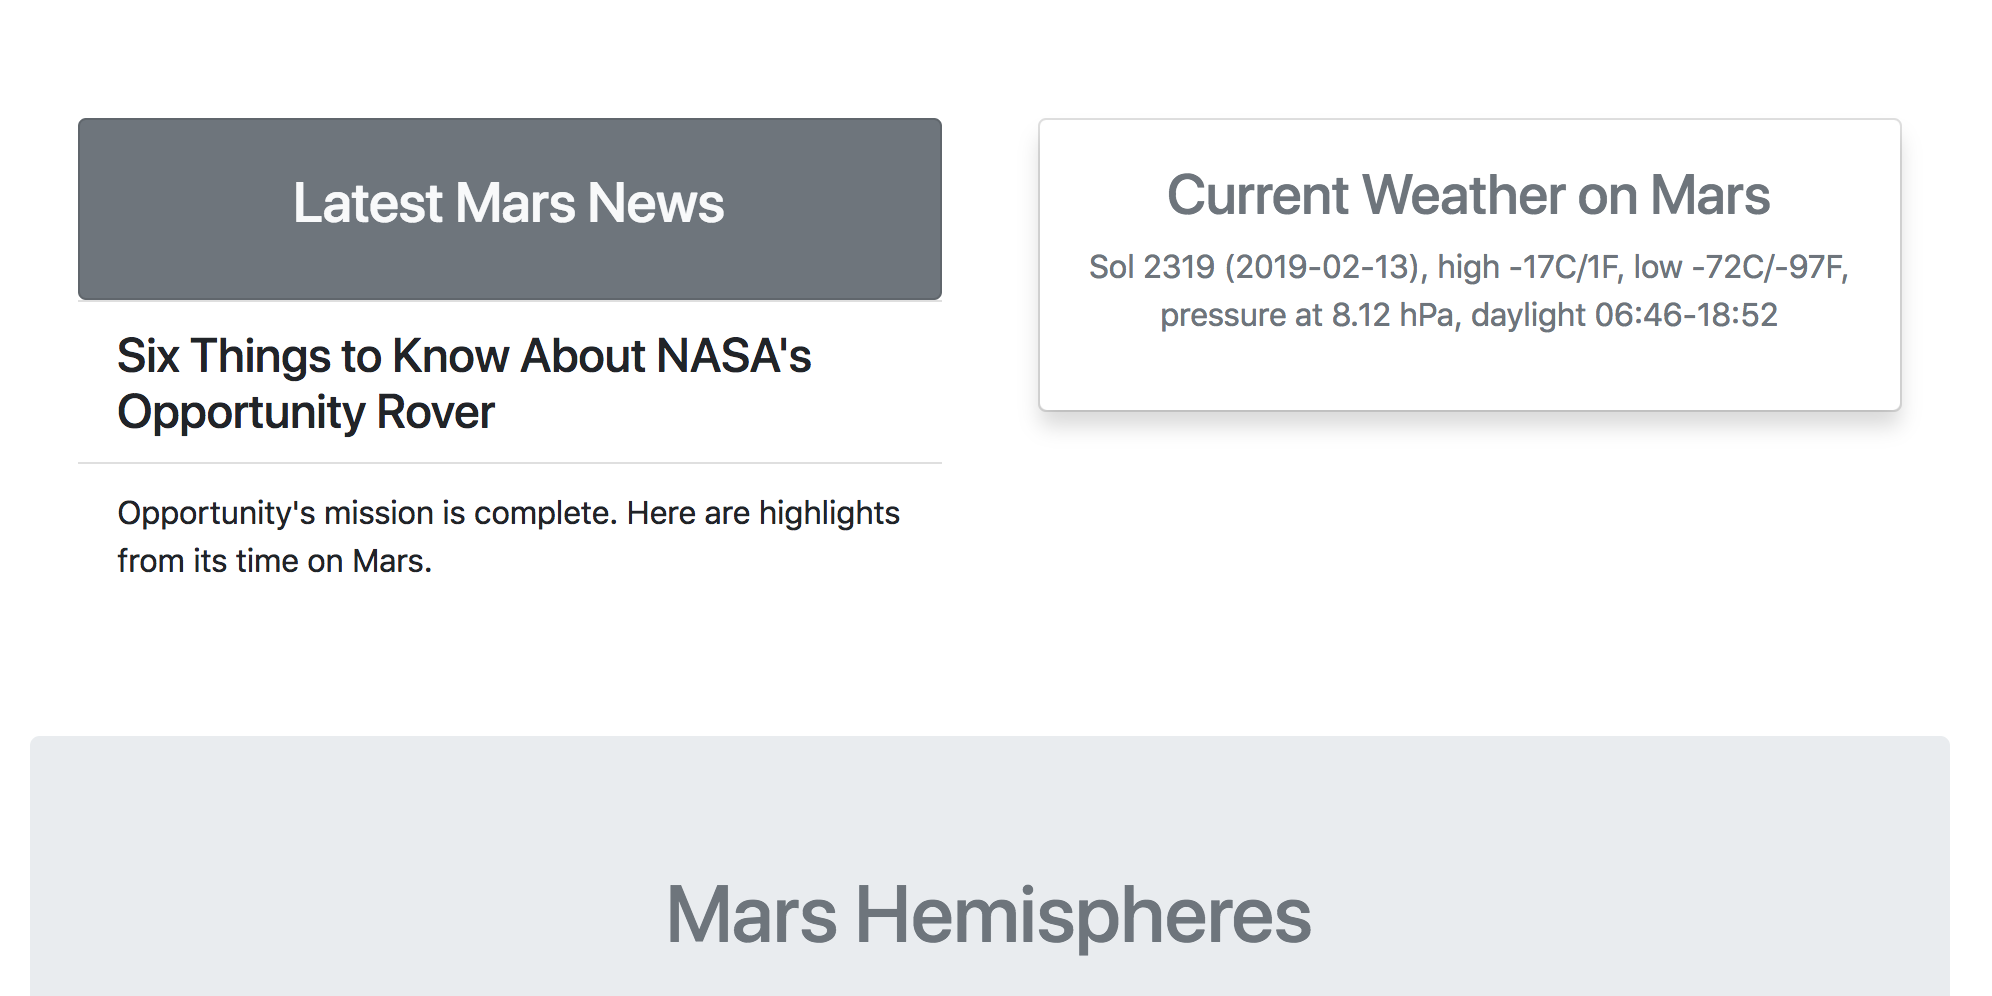 Latest Mars News
Six Things to Know About NASA's
Opportunity Rover
Opportunity's mission is complete. Here are highlights
from its time on Mars.
Current Weather on Mars
Sol 2319 (2019-02-13), high -17C/1F, low -72C/-97F,
pressure at 8.12 hPa, daylight 06:46-18:52
Mars Hemispheres